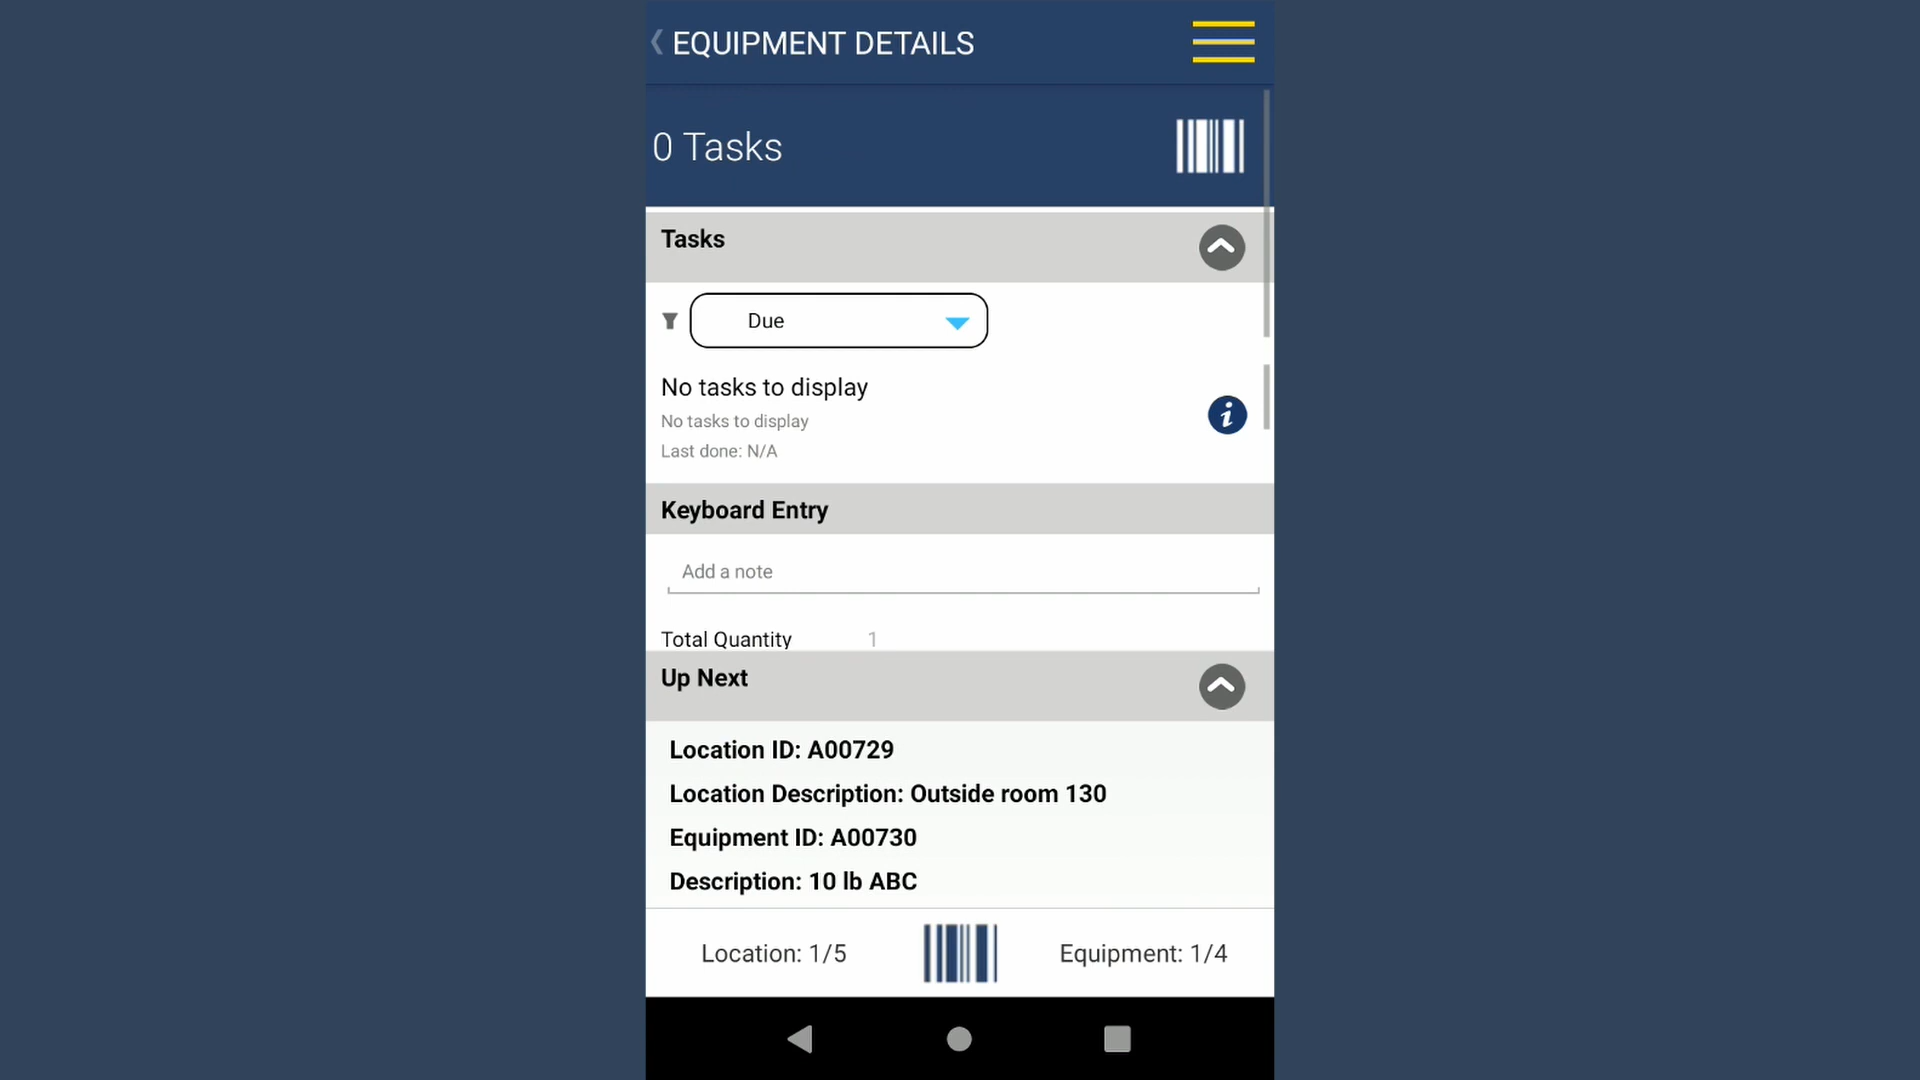 EQUIPMENT DETAILS
0 Tasks
Tasks
Due
No tasks to display
No tasks to display
Last done: N/A
Keyboard Entry
Add a note
Total Quantity 1
Up Next
Location ID: A00729
Location Description: Outside room 130
Equipment ID: A00730
Description: 10 lb ABC
Location: 1/5 Equipment: 1/4